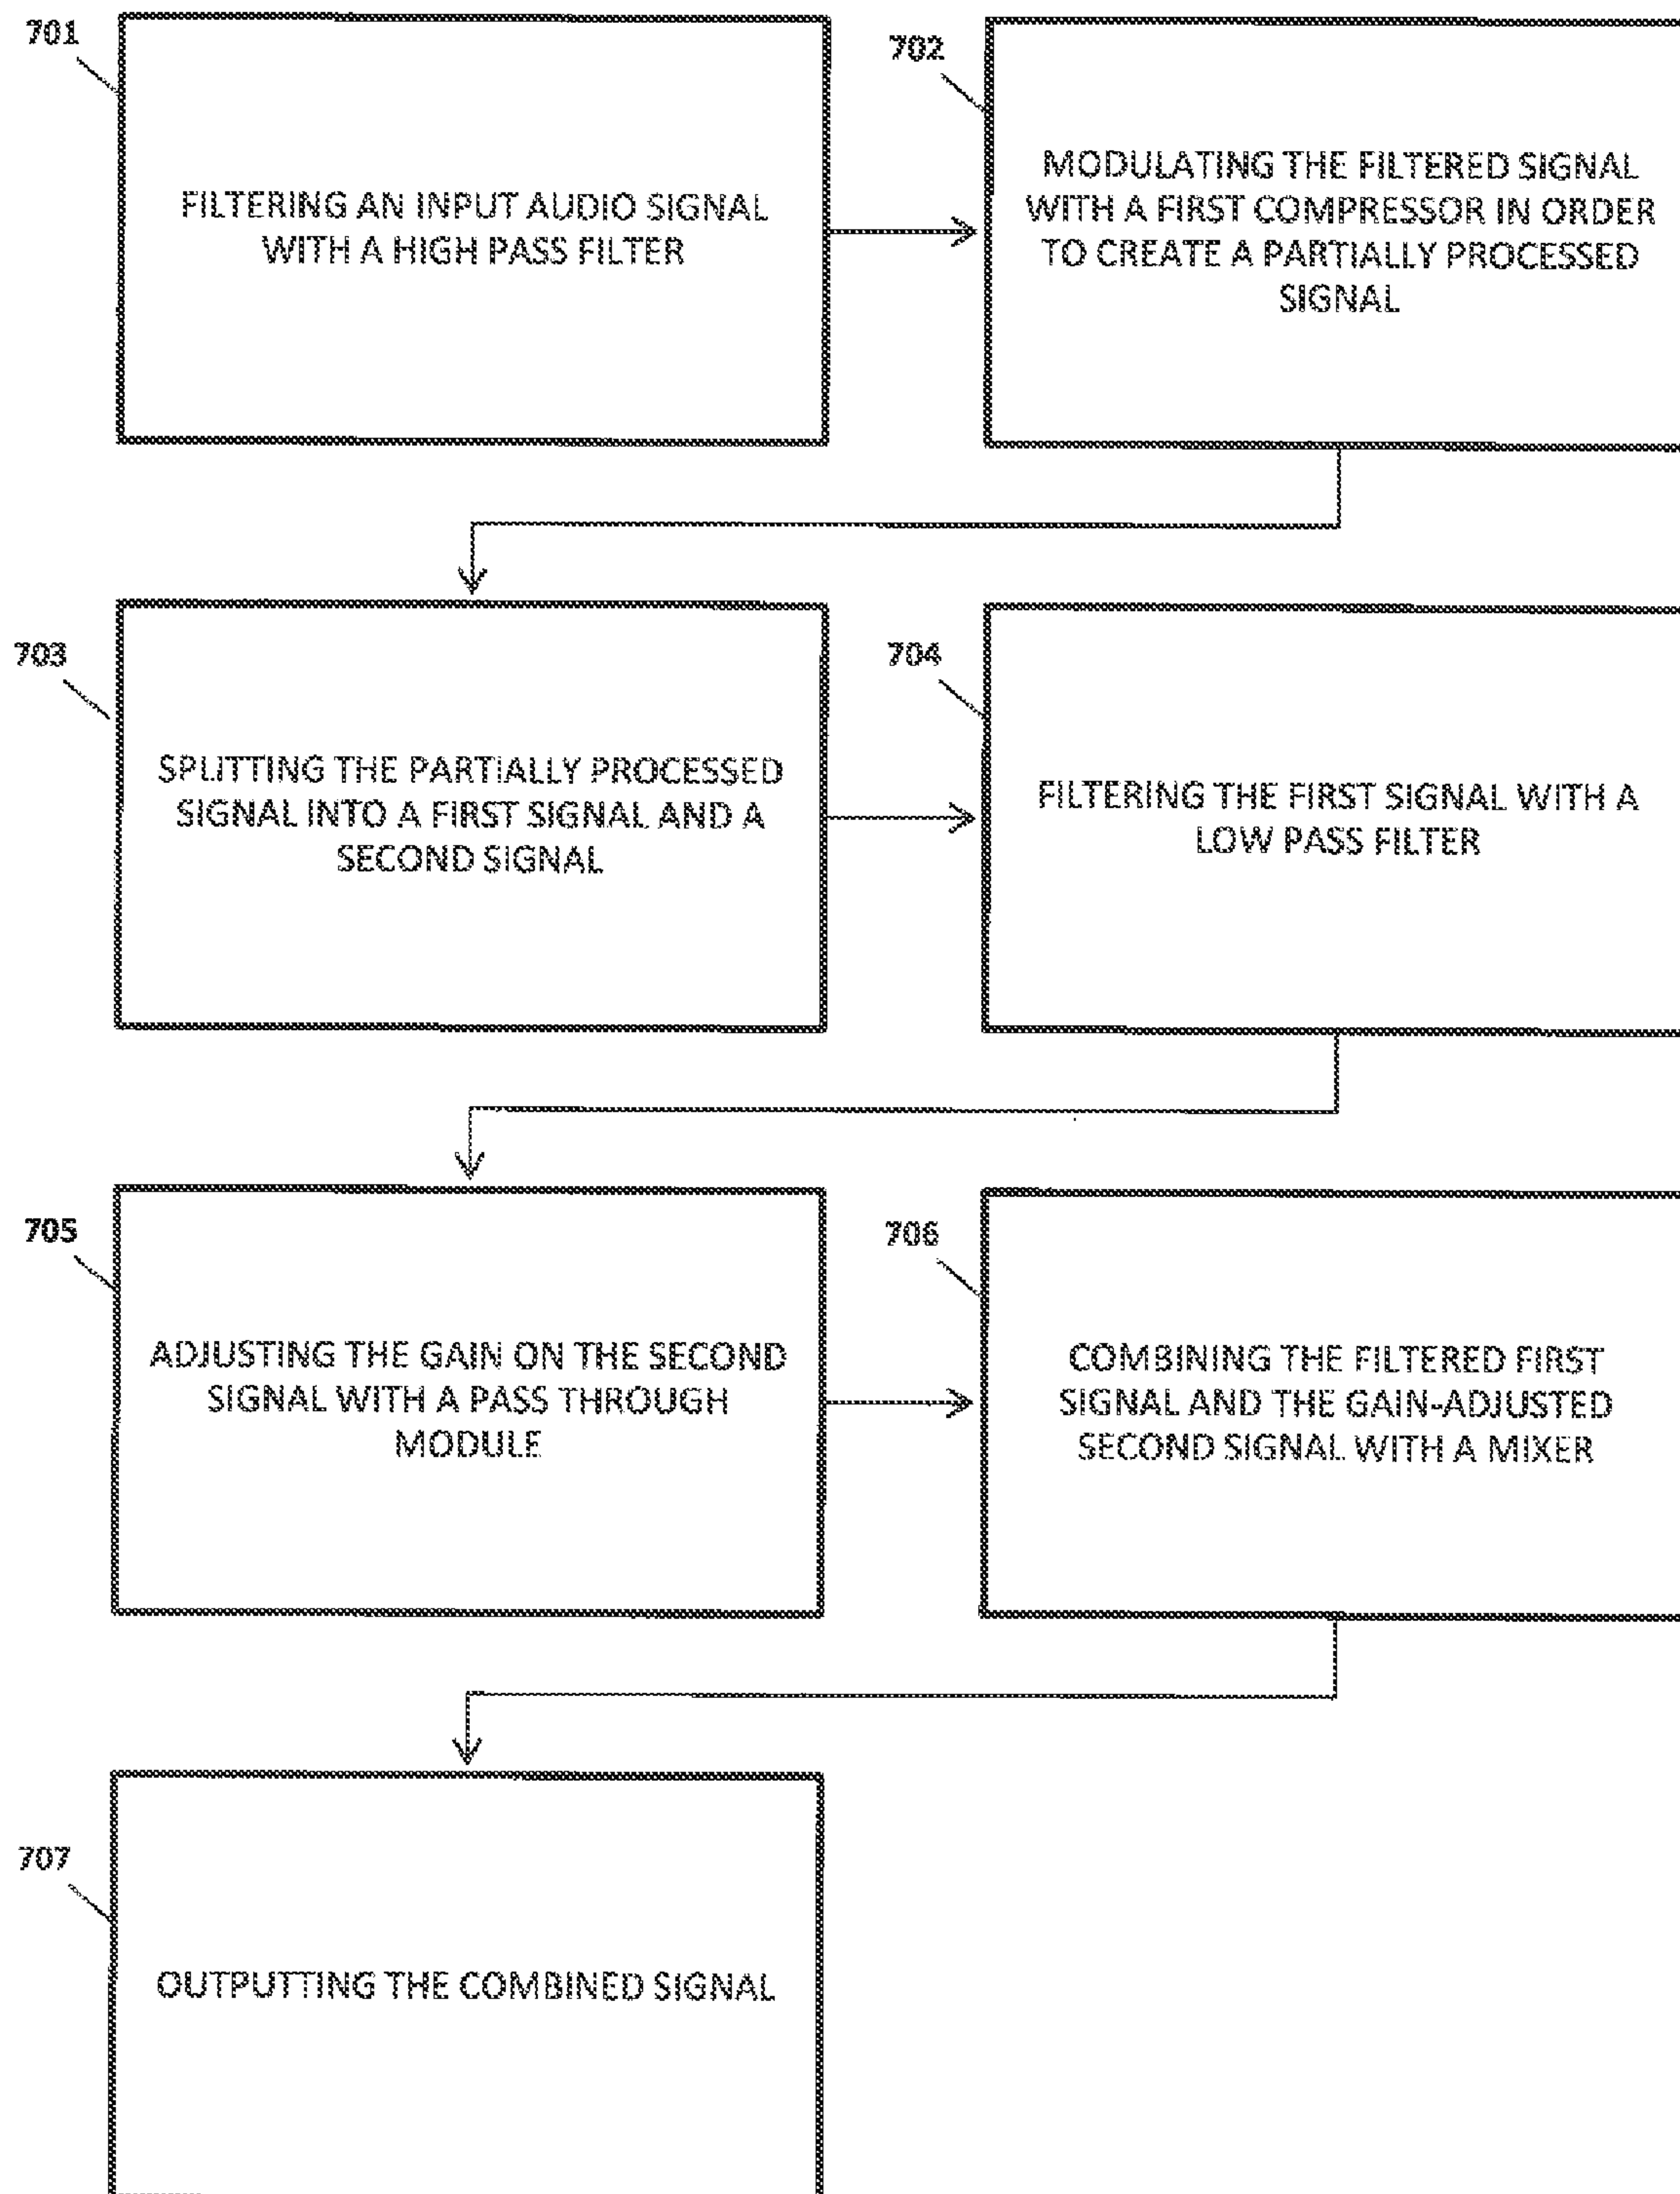 701
FILTERING AN INPUT AUDIO SIGNAL
WITH A HIGH PASS FILTER
702
MODULATING THE FILTERED SIGNAL
WITH A FIRST COMPRESSOR IN ORDER
TO CREATE A PARTIALLY PROCESSED
SIGNAL
703
SPLITTING THE PARTIALLY PROCESSED
SIGNAL INTO A FIRST SIGNAL AND A
SECOND SIGNAL
704
FILTERING THE FIRST SIGNAL WITH A
LOW PASS FILTER
705
ADJUSTING THE GAIN ON THE SECOND
SIGNAL WITH A PASS THROUGH
MODULE
706
COMBINING THE FILTERED FIRST
SIGNAL AND THE GAIN-ADJUSTED
SECOND SIGNAL WITH A MIXER
707
OUTPUTTING THE COMBINED SIGNAL